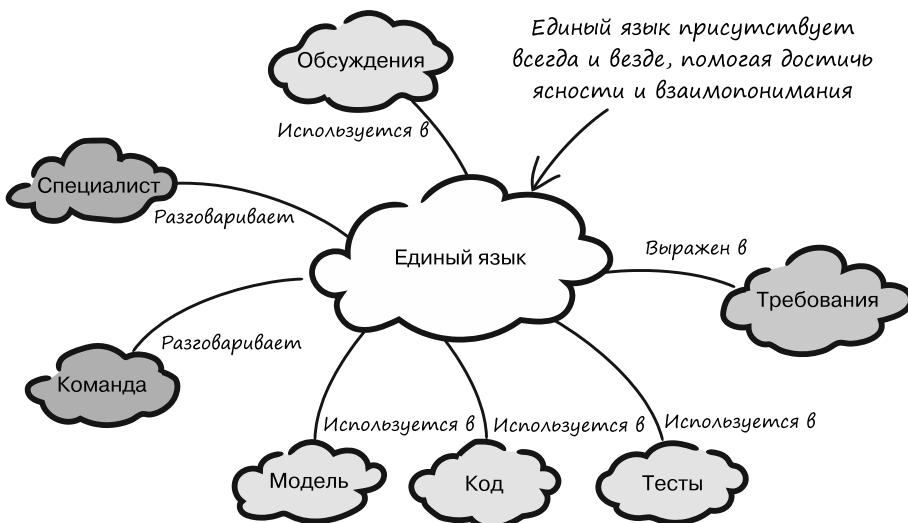 Единый язык присутствует
всегда и везде, помогая достичь
ясности и взаимопонимания
Обсуждения
Используется в
Специалист
Разговаривает
Единый язык
Выражен в
Требования
Разговаривает
Команда
Используется в
Используется в
Используется в
Модель
Код
Тесты